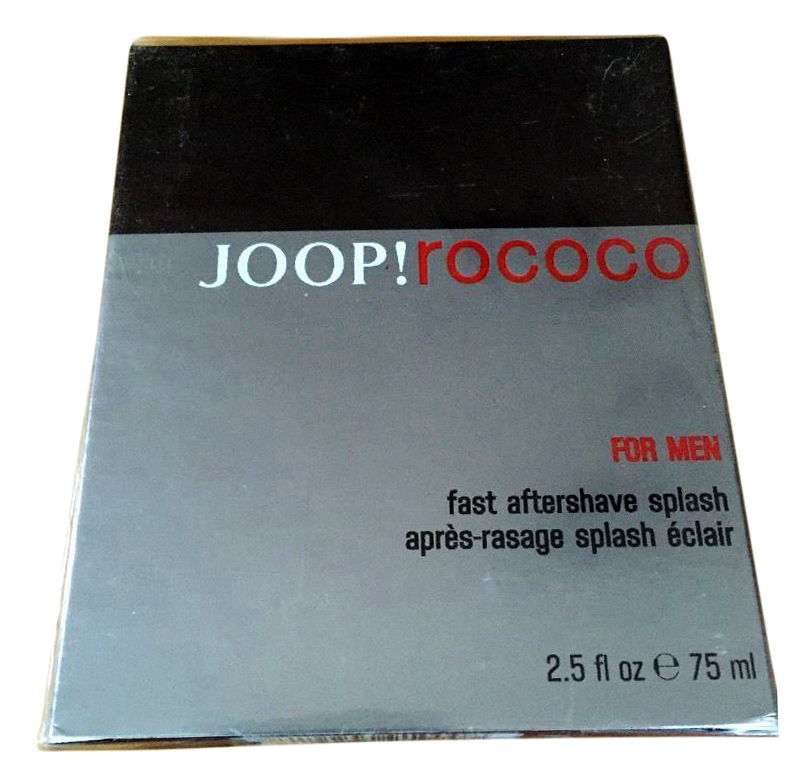 JOOP!rococo
FOR MEN
fast aftershave splash
après-rasage splash éclair
2.5 fl oz ℮ 75 ml